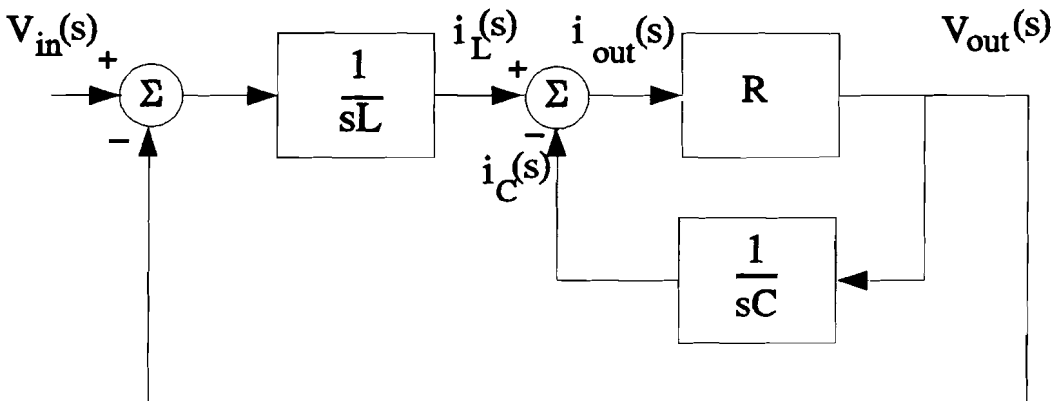 V_in(s)
+
Σ
−
1
sL
i_L(s)
+
Σ
−
i_C(s)
i_out(s)
R
1
sC
V_out(s)